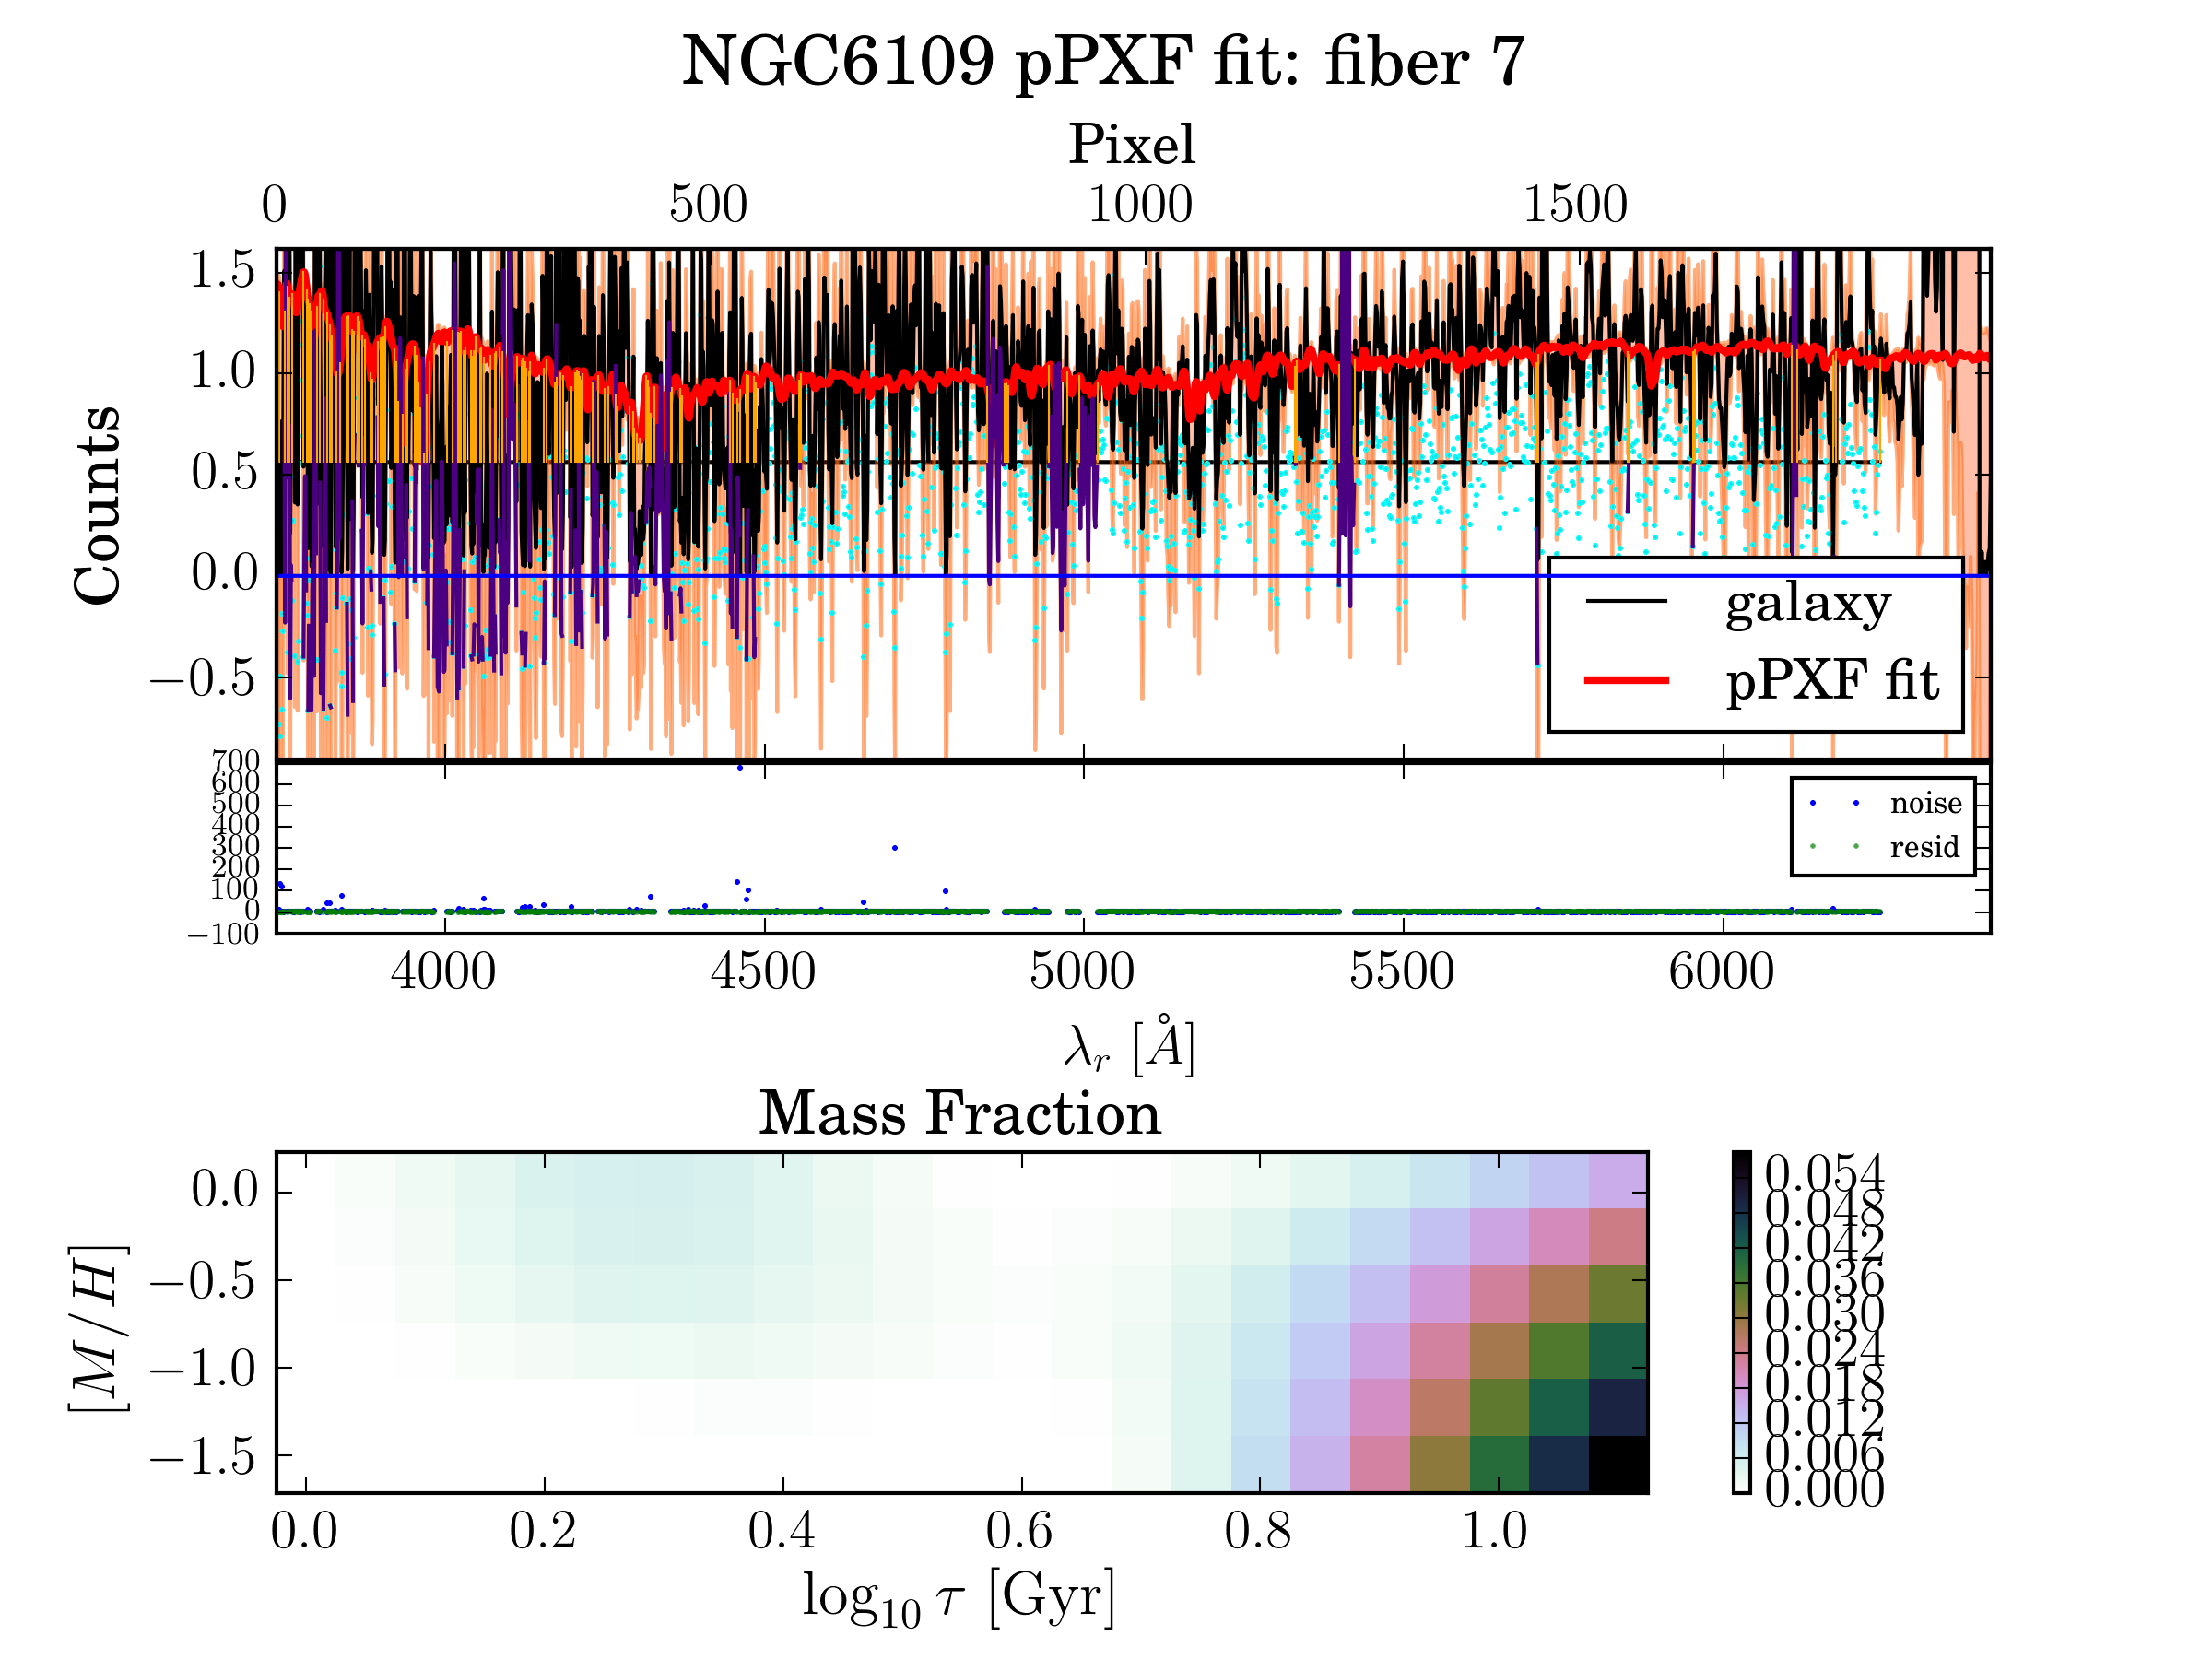 NGC6109 pPXF fit: fiber 7
Pixel
0 500 1000 1500
Counts
1.5
1.0
0.5
0.0
−0.5
galaxy
pPXF fit
700
600
500
400
300
200
100
0
−100
noise
resid
4000 4500 5000 5500 6000
λr [Å]
Mass Fraction
[M/H]
0.0
−0.5
−1.0
−1.5
0.0 0.2 0.4 0.6 0.8 1.0
log10 τ [Gyr]
0.054
0.048
0.042
0.036
0.030
0.024
0.018
0.012
0.006
0.000